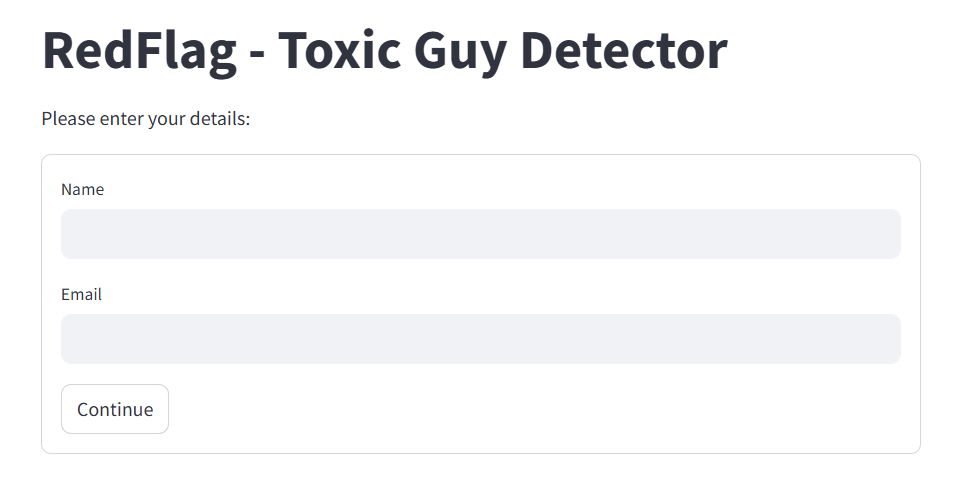 RedFlag - Toxic Guy Detector
Please enter your details:
Name
Email
Continue